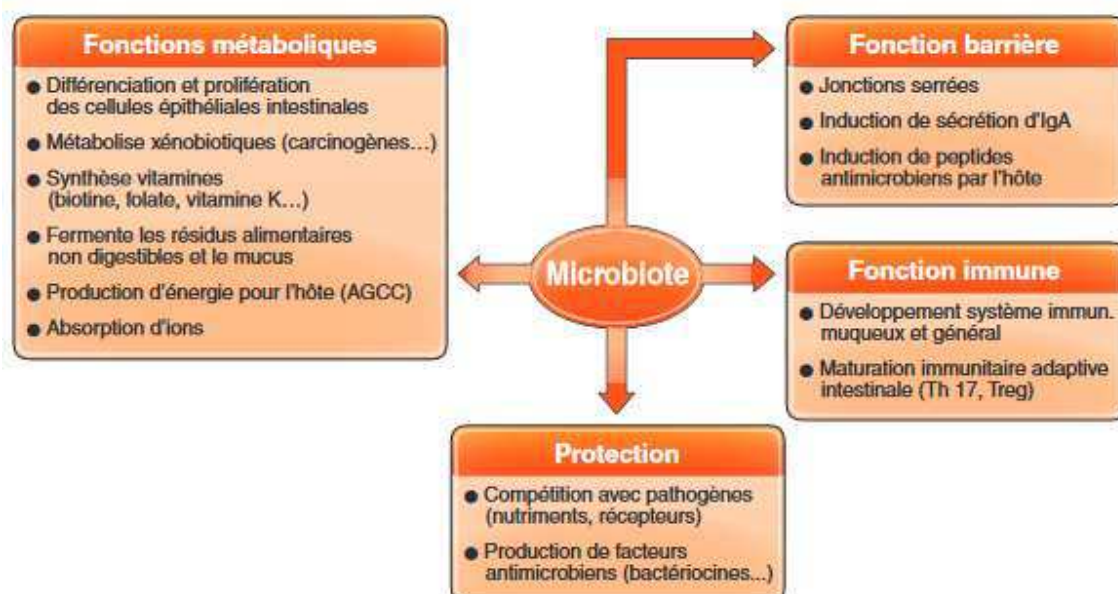 Fonctions métaboliques
● Différenciation et prolifération
des cellules épithéliales intestinales
● Métabolise xénobiotiques (carcinogènes...)
● Synthèse vitamines
(biotine, folate, vitamine K...)
● Fermente les résidus alimentaires
non digestibles et le mucus
● Production d'énergie pour l'hôte (AGCC)
● Absorption d'ions
Microbiote
Fonction barrière
● Jonctions serrées
● Induction de sécrétion d'IgA
● Induction de peptides
antimicrobiens par l'hôte
Fonction immune
● Développement système immun.
muqueux et général
● Maturation immunitaire adaptive
intestinale (Th 17, Treg)
Protection
● Compétition avec pathogènes
(nutriments, récepteurs)
● Production de facteurs
antimicrobiens (bactériocines...)